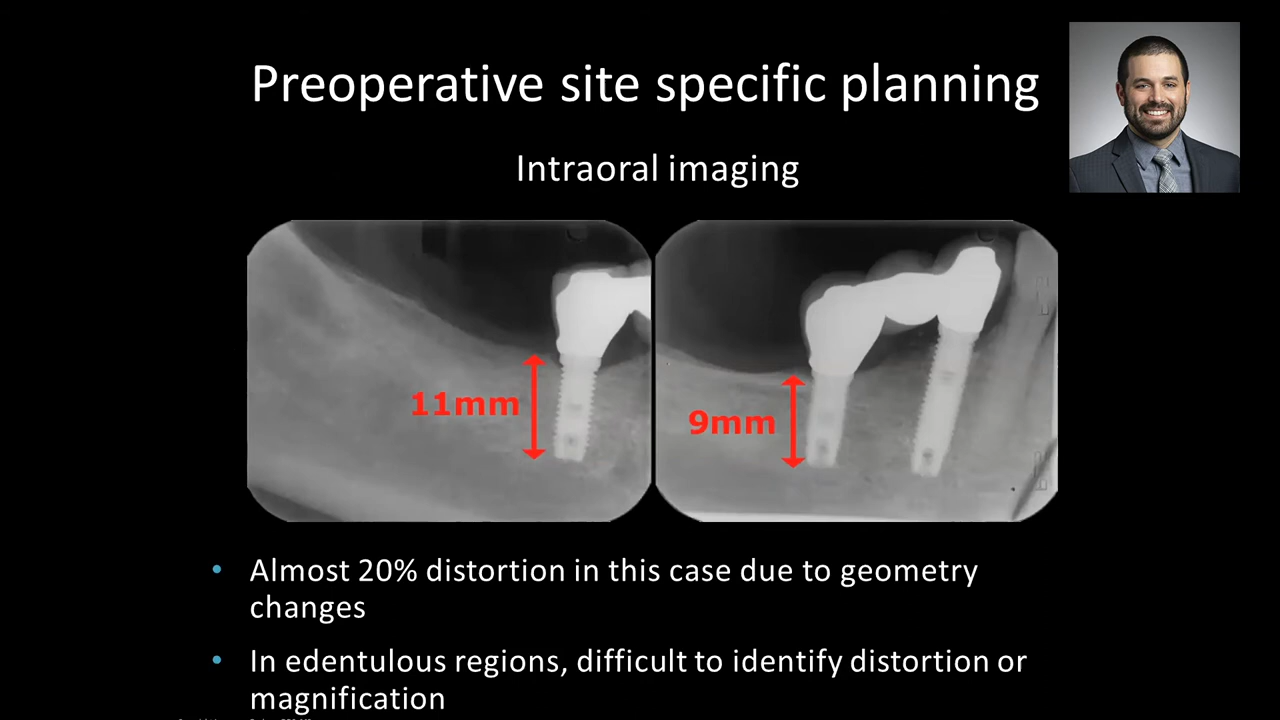 Preoperative site specific planning
Intraoral imaging
11mm
9mm
• Almost 20% distortion in this case due to geometry
changes
• In edentulous regions, difficult to identify distortion or
magnification